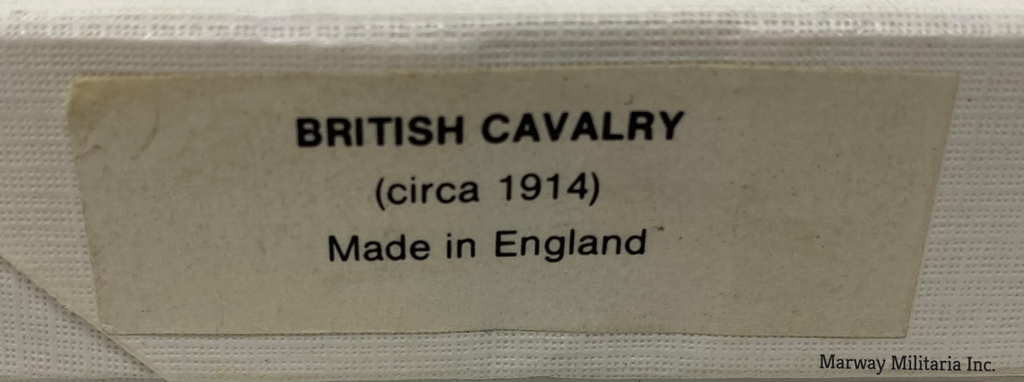 BRITISH CAVALRY
(circa 1914)
Made in England
Marway Militaria Inc.